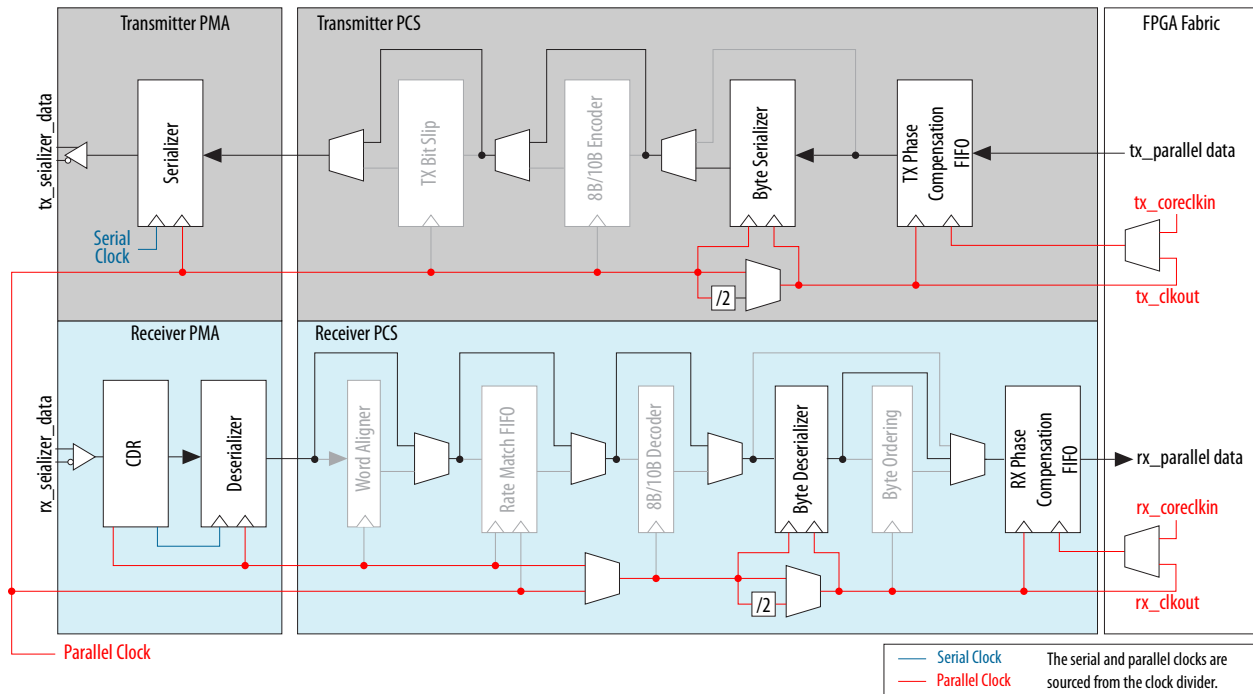 Transmitter PMA
Transmitter PCS
FPGA Fabric
tx_seializer_data
Serializer
TX Bit Slip
8B/10B Encoder
Byte Serializer
TX Phase
Compensation
FIFO
tx_parallel data
tx_coreclkin
Serial
Clock
/2
tx_clkout
Receiver PMA
Receiver PCS
rx_seializer_data
CDR
Deserializer
Word Aligner
Rate Match FIFO
8B/10B Decoder
Byte Deserializer
Byte Ordering
RX Phase
Compensation
FIFO
rx_parallel data
rx_coreclkin
/2
rx_clkout
Parallel Clock
Serial Clock
Parallel Clock
The serial and parallel clocks are
sourced from the clock divider.